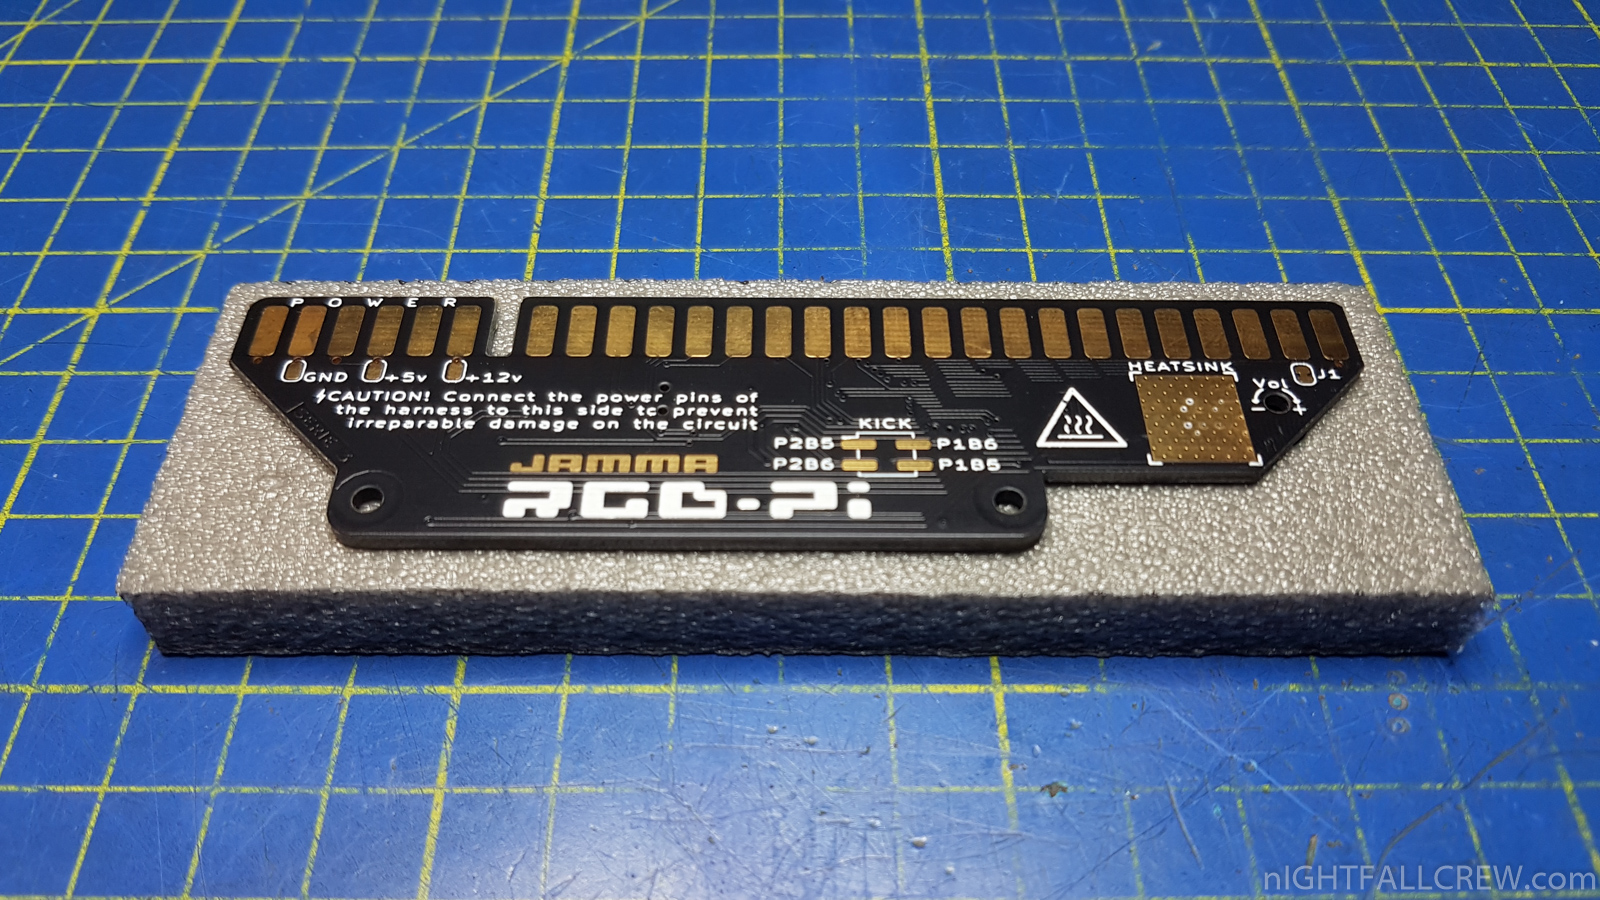 POWER
GND +5v +12v
CAUTION! Connect the power pins of
the harness to this side to prevent
irreparable damage on the circuit
HEATSINK
Vol
- +
J1
KICK
P2B5 P1B6
P2B6 P1B5
JAMMA
RGB-Pi
nIGHTFALLCREW.com